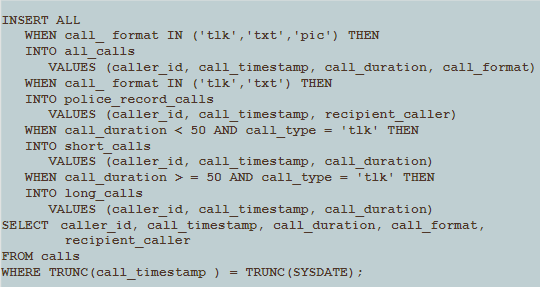 INSERT ALL
WHEN call_ format IN ('tlk','txt','pic') THEN
INTO all_calls
VALUES (caller_id, call_timestamp, call_duration, call_format)
WHEN call_ format IN ('tlk','txt') THEN
INTO police_record_calls
VALUES (caller_id, call_timestamp, recipient_caller)
WHEN call_duration < 50 AND call_type = 'tlk' THEN
INTO short_calls
VALUES (caller_id, call_timestamp, call_duration)
WHEN call_duration > = 50 AND call_type = 'tlk' THEN
INTO long_calls
VALUES (caller_id, call_timestamp, call_duration)
SELECT caller_id, call_timestamp, call_duration, call_format,
recipient_caller
FROM calls
WHERE TRUNC(call_timestamp ) = TRUNC(SYSDATE);